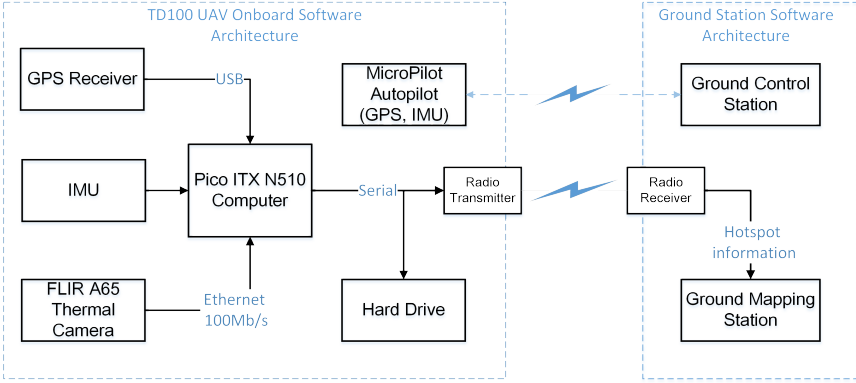 TD100 UAV Onboard Software
Architecture
Ground Station Software
Architecture
GPS Receiver
USB
MicroPilot
Autopilot
(GPS, IMU)
Ground Control
Station
IMU
Pico ITX N510
Computer
Serial
Radio
Transmitter
Radio
Receiver
Hotspot
information
FLIR A65
Thermal
Camera
Ethernet
100Mb/s
Hard Drive
Ground Mapping
Station